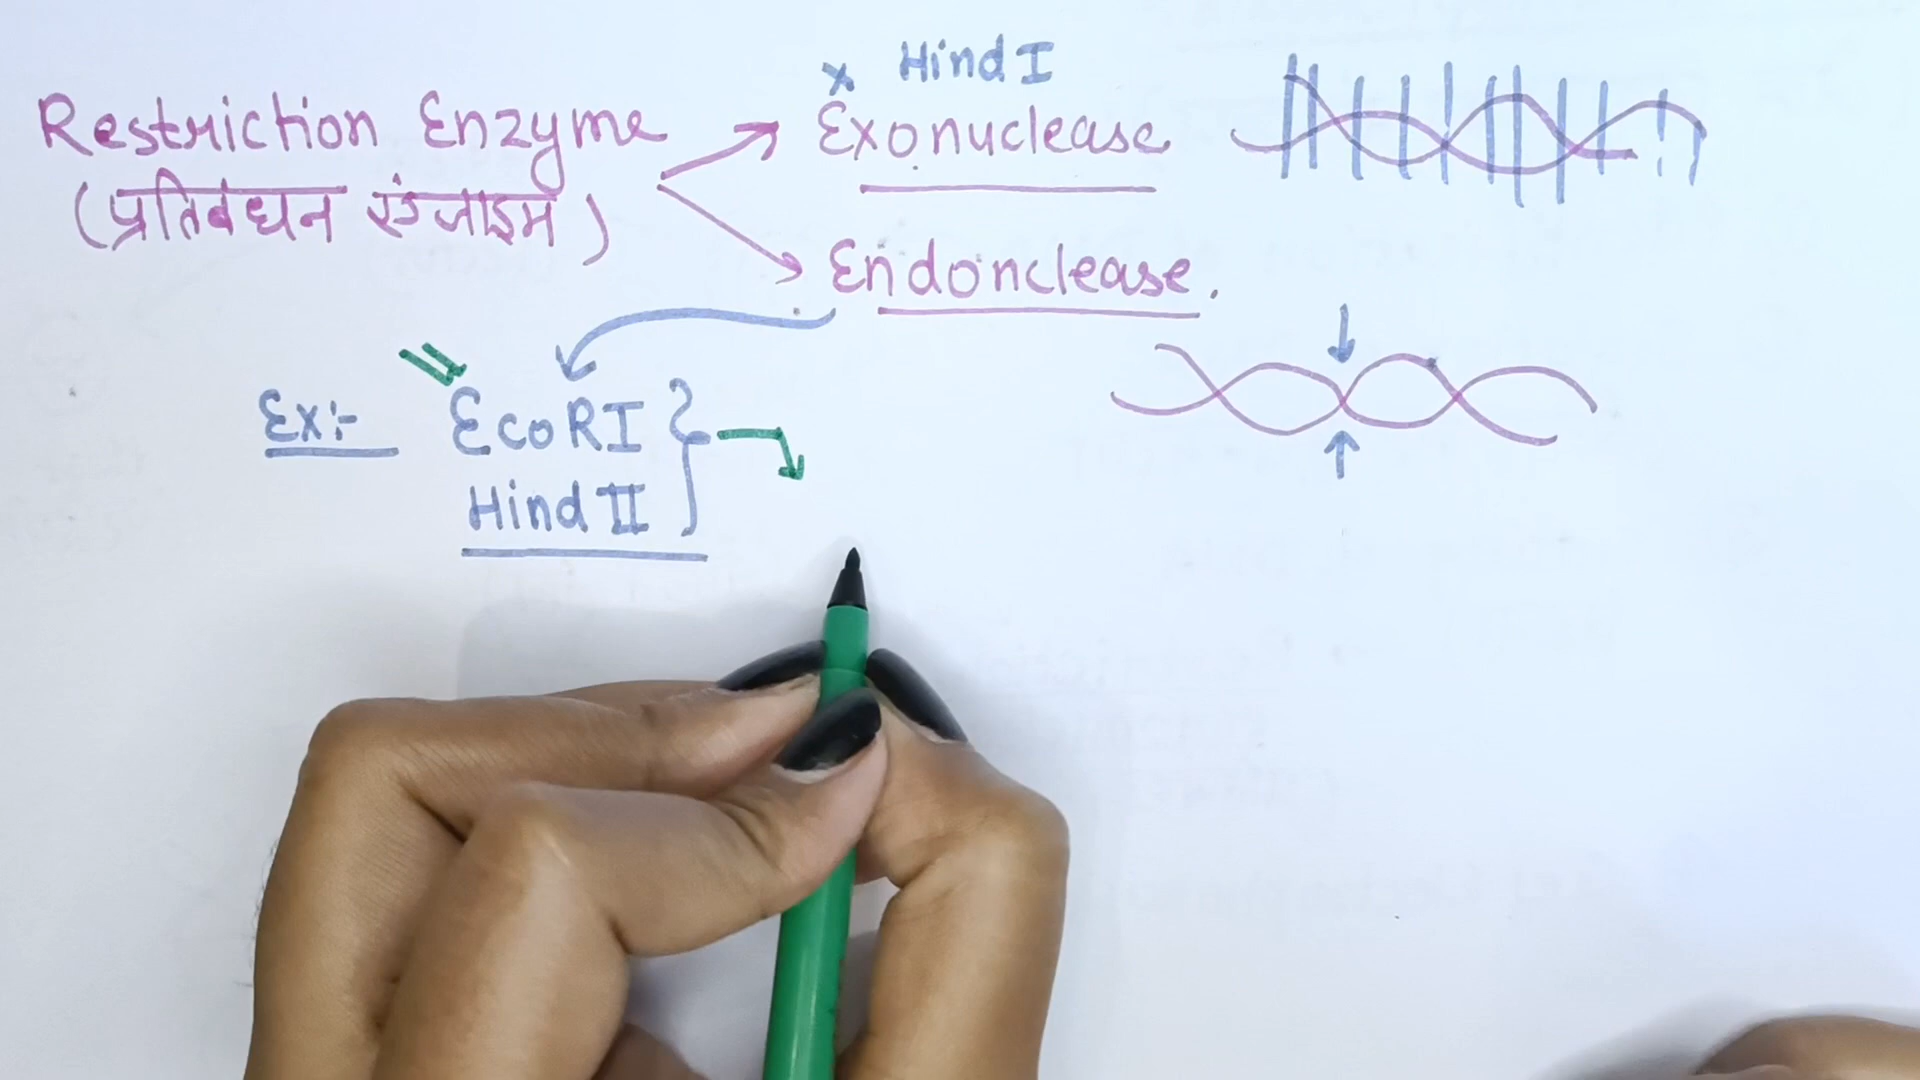 x Hind I
Restriction Enzyme
Exonuclease
(प्रतिबंधन एंजाइम)
Endonclease.
Ex:- EcoRI
Hind II